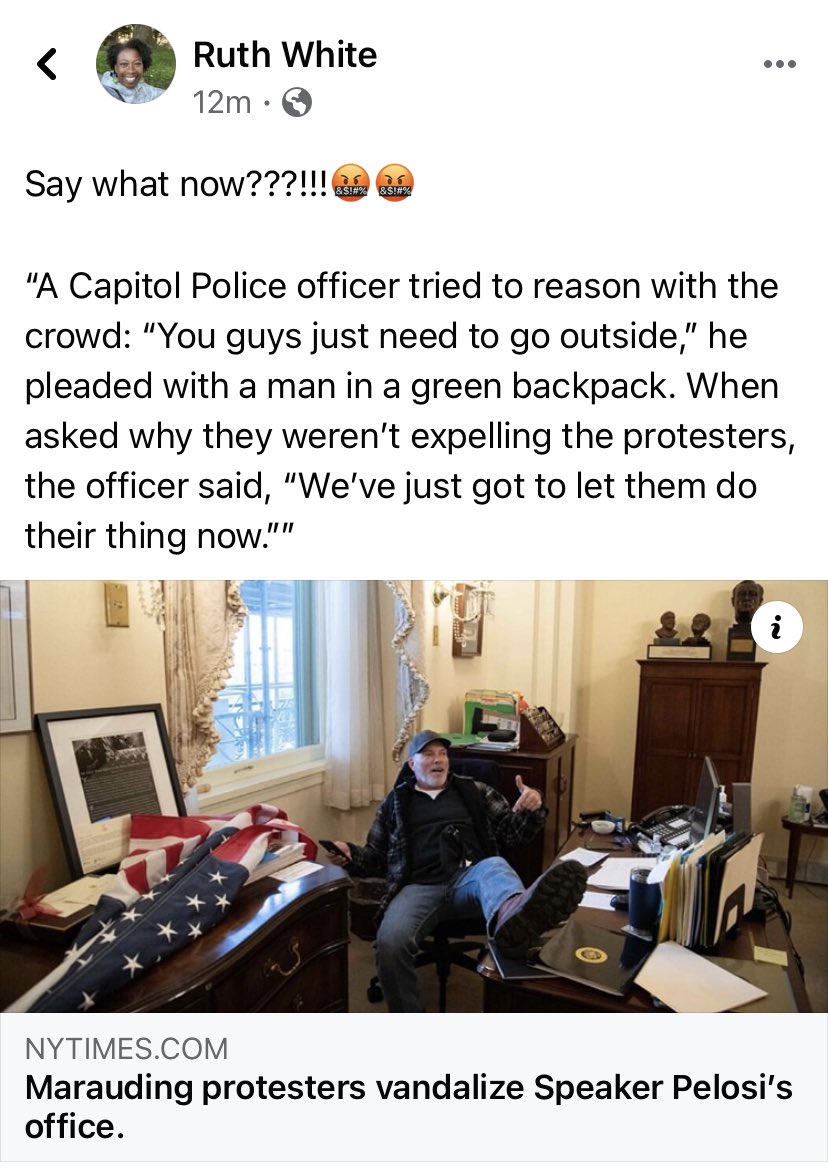 Ruth White
12m ·
Say what now???!!!🤬🤬
“A Capitol Police officer tried to reason with the
crowd: “You guys just need to go outside,” he
pleaded with a man in a green backpack. When
asked why they weren’t expelling the protesters,
the officer said, “We’ve just got to let them do
their thing now.””
i
NYTIMES.COM
Marauding protesters vandalize Speaker Pelosi’s
office.